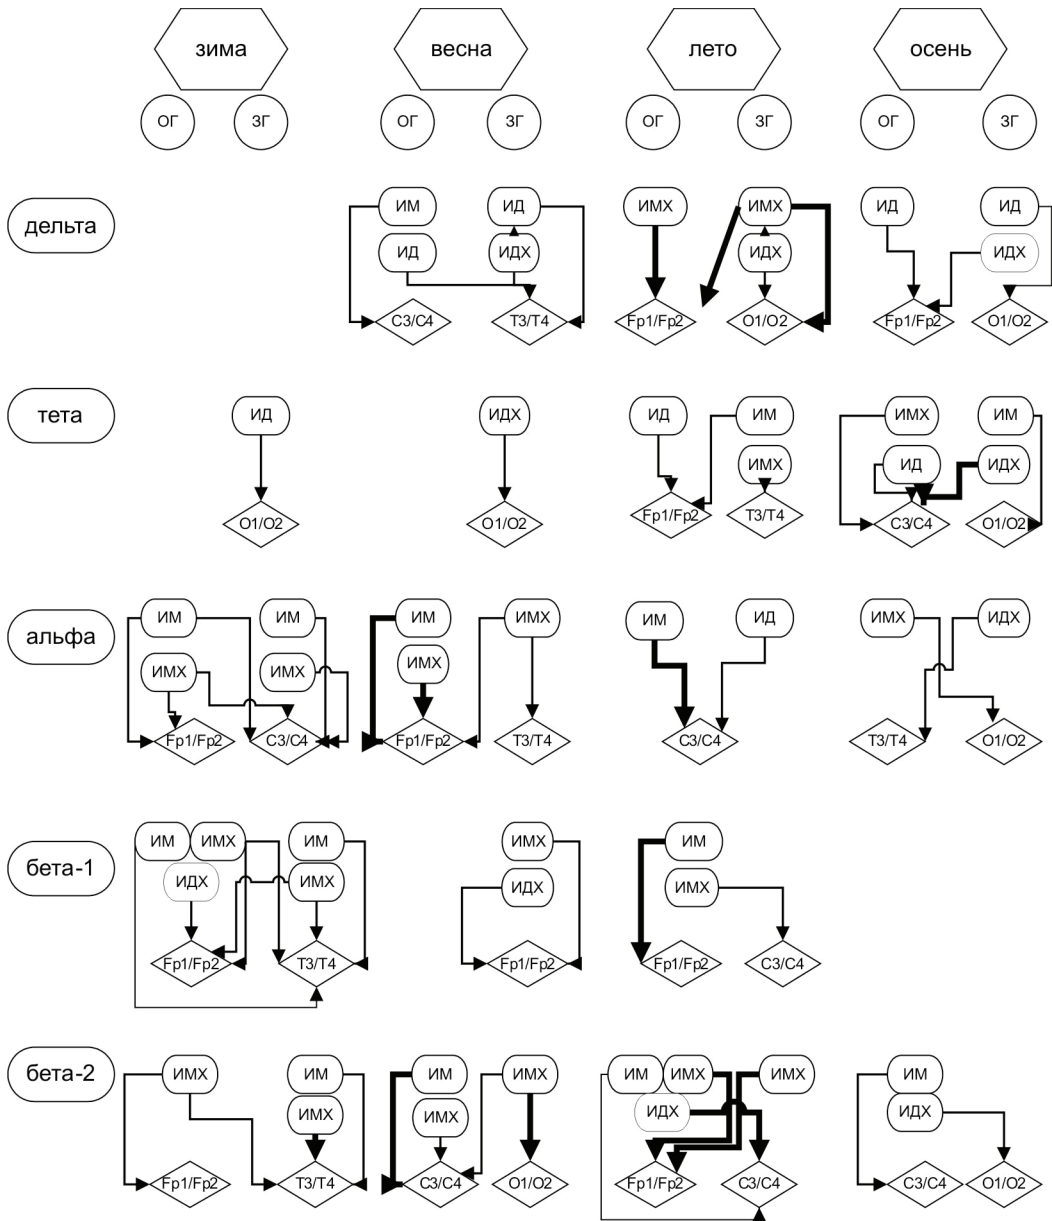 зима весна лето осень
ОГ ЗГ ОГ ЗГ ОГ ЗГ ОГ ЗГ
дельта
ИМ ИД ИМХ ИМХ ИД ИД
ИД ИДХ ИДХ ИДХ
C3/C4 T3/T4 Fp1/Fp2 O1/O2 Fp1/Fp2 O1/O2
тета
ИД ИДХ ИД ИМ ИМХ ИМ
ИМХ ИД ИДХ
O1/O2 O1/O2 Fp1/Fp2 T3/T4 C3/C4 O1/O2
альфа
ИМ ИМ ИМ ИМХ ИМ ИД ИМХ ИДХ
ИМХ ИМХ ИМХ
Fp1/Fp2 C3/C4 Fp1/Fp2 T3/T4 C3/C4 T3/T4 O1/O2
бета-1
ИМ ИМХ ИМ ИМХ ИМ
ИДХ ИМХ ИДХ ИМХ
Fp1/Fp2 T3/T4 Fp1/Fp2 Fp1/Fp2 C3/C4
бета-2
ИМХ ИМ ИМ ИМХ ИМ ИМХ ИМХ ИМ
ИМХ ИМХ ИДХ ИДХ
Fp1/Fp2 T3/T4 C3/C4 O1/O2 Fp1/Fp2 C3/C4 C3/C4 O1/O2